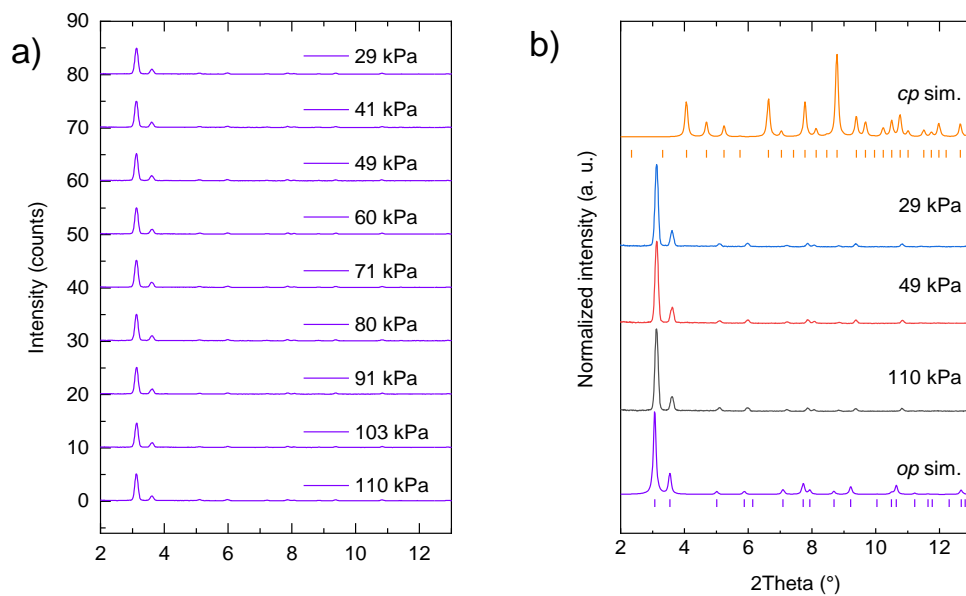 a)
Intensity (counts)
90
80
70
60
50
40
30
20
10
0
29 kPa
41 kPa
49 kPa
60 kPa
71 kPa
80 kPa
91 kPa
103 kPa
110 kPa
2 4 6 8 10 12
b)
Normalized intensity (a. u.)
cp sim.
29 kPa
49 kPa
110 kPa
op sim.
2 4 6 8 10 12
2Theta (°)